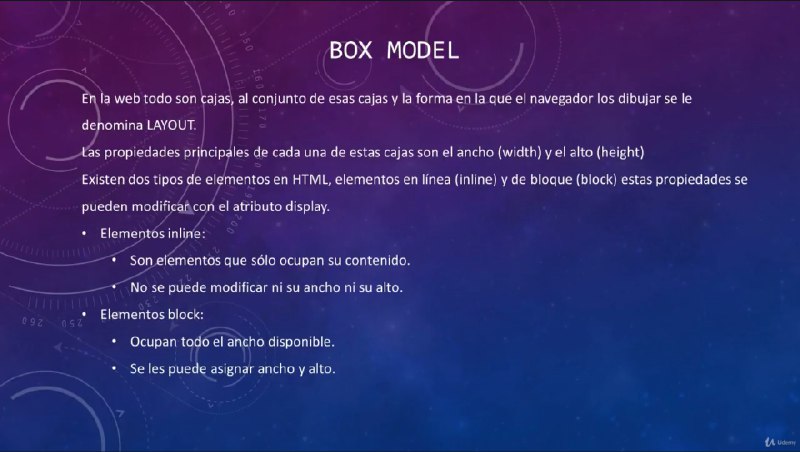 BOX MODEL
En la web todo son cajas, al conjunto de esas cajas y la forma en la que el navegador los dibujar se le
denomina LAYOUT.
Las propiedades principales de cada una de estas cajas son el ancho (width) y el alto (height)
Existen dos tipos de elementos en HTML, elementos en línea (inline) y de bloque (block) estas propiedades se
pueden modificar con el atributo display.
• Elementos inline:
• Son elementos que sólo ocupan su contenido.
• No se puede modificar ni su ancho ni su alto.
• Elementos block:
• Ocupan todo el ancho disponible.
• Se les puede asignar ancho y alto.
Udemy